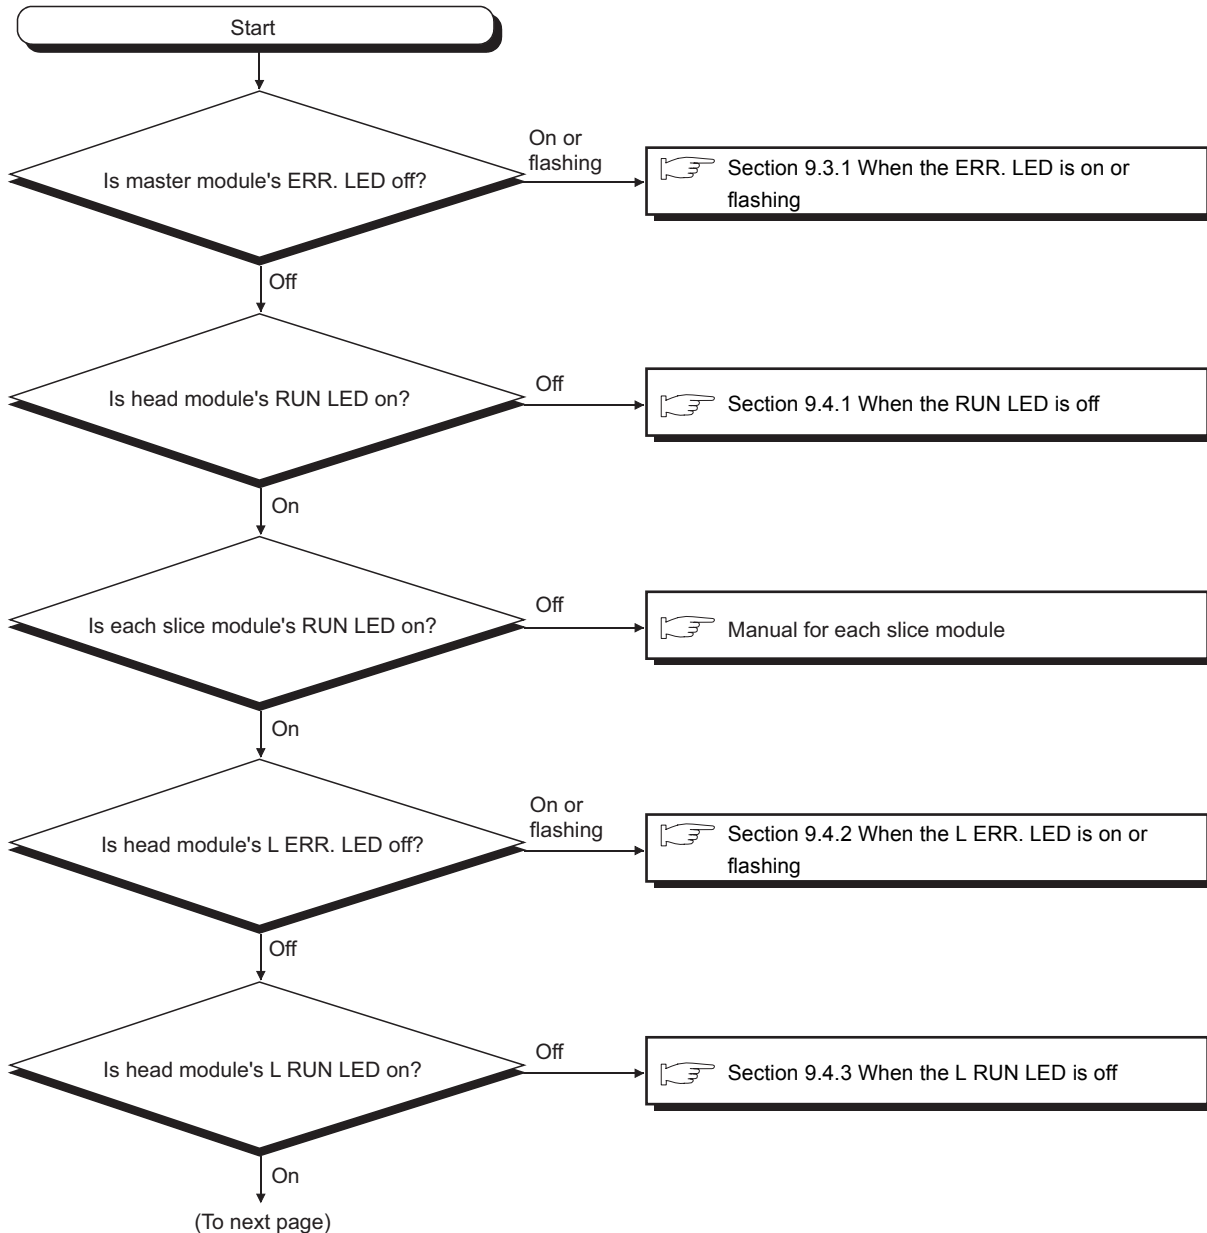 Start
Is master module's ERR. LED off?
On or
flashing
Section 9.3.1 When the ERR. LED is on or
flashing
Off
Is head module's RUN LED on?
Off
Section 9.4.1 When the RUN LED is off
On
Is each slice module's RUN LED on?
Off
Manual for each slice module
On
Is head module's L ERR. LED off?
On or
flashing
Section 9.4.2 When the L ERR. LED is on or
flashing
Off
Is head module's L RUN LED on?
Off
Section 9.4.3 When the L RUN LED is off
On
(To next page)